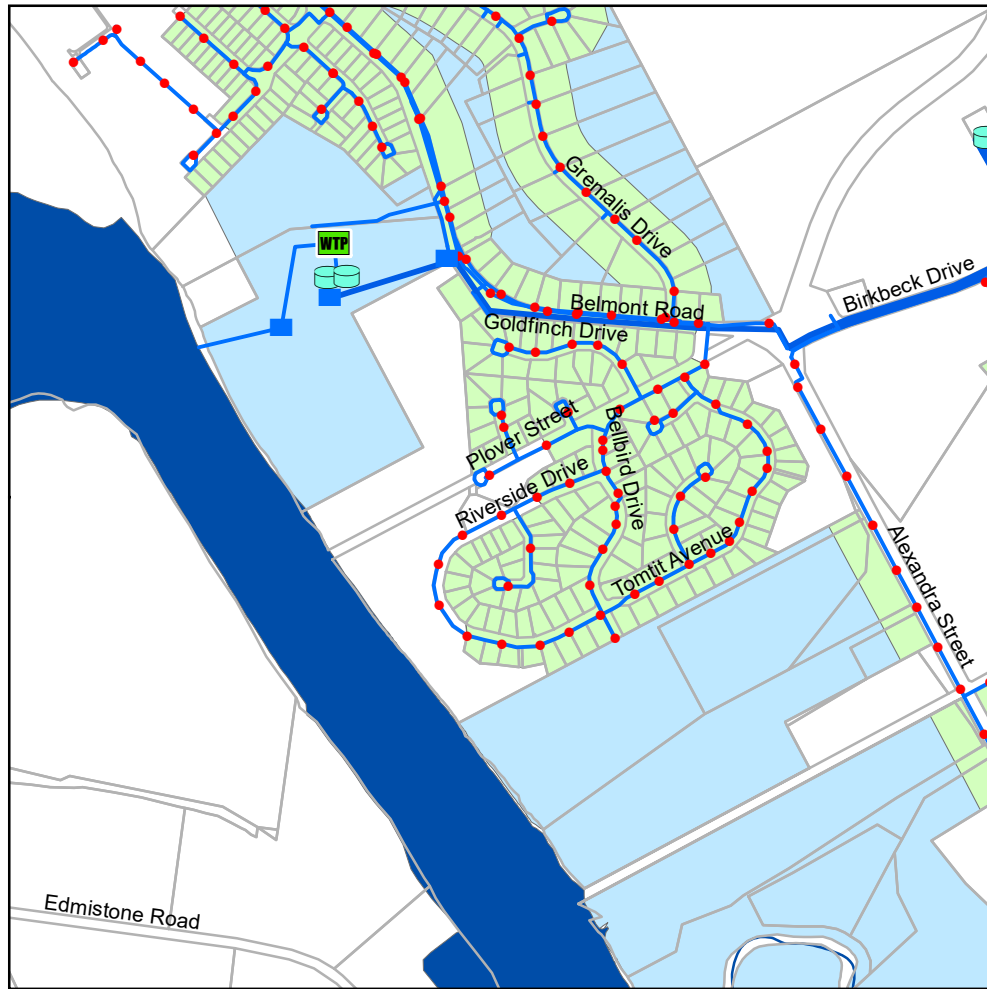 Gremalis Drive
WTP
Birkbeck Drive
Belmont Road
Goldfinch Drive
Plover Street
Bellbird Drive
Riverside Drive
Alexandra Street
Tomtit Avenue
Edmistone Road